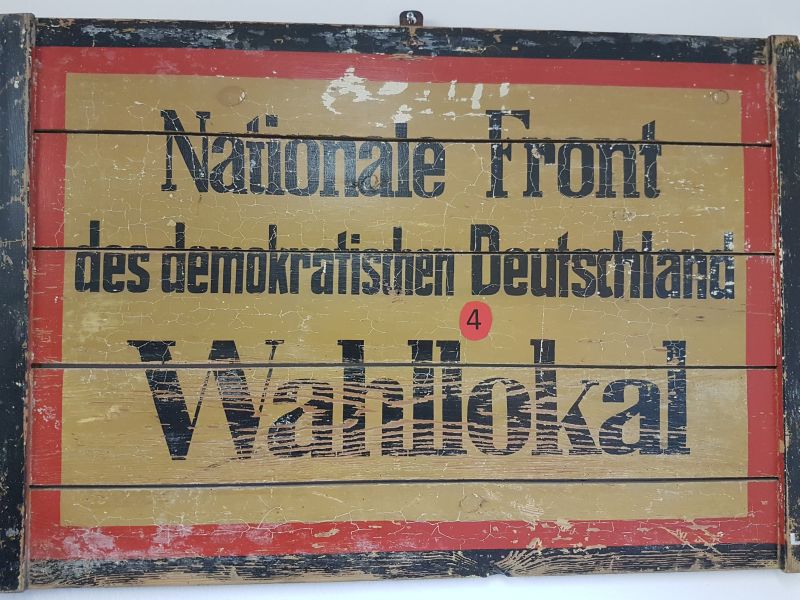 Nationale Front
des demokratischen Deutschland
4
Wahllokal